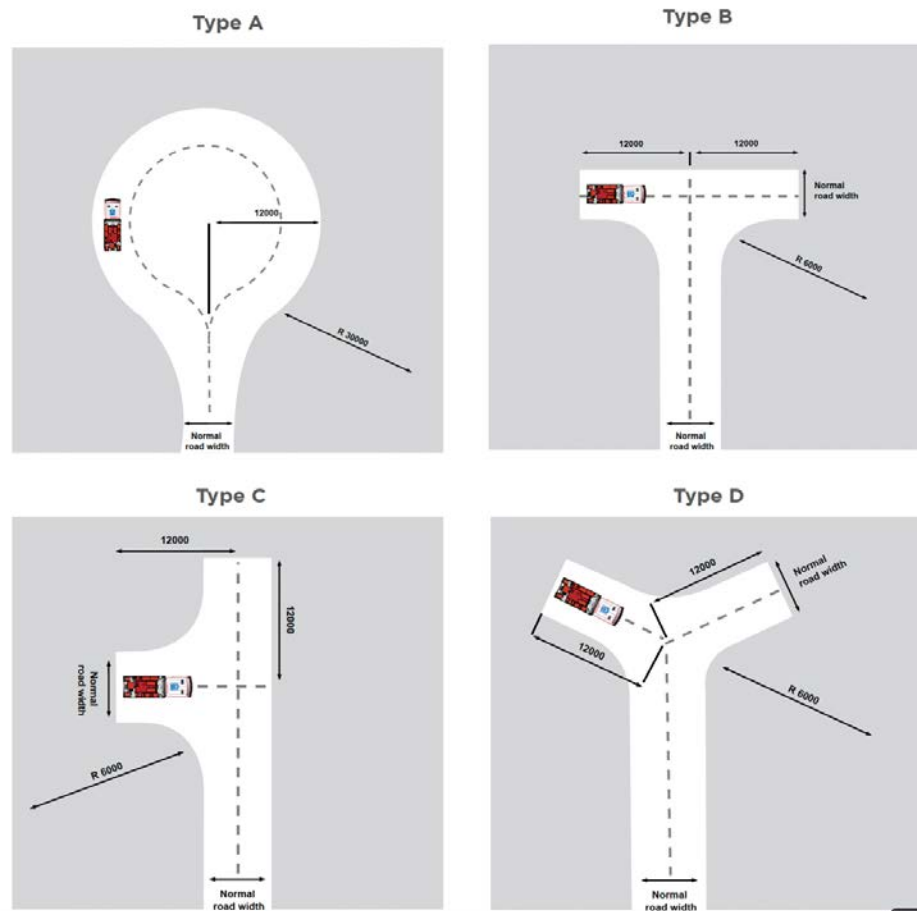 Type A
12000
R 30000
Normal
road width
Type B
12000
12000
Normal
road width
R 6000
Normal
road width
Type C
12000
12000
Normal
road width
R 6000
Normal
road width
Type D
12000
Normal
road width
12000
R 6000
Normal
road width